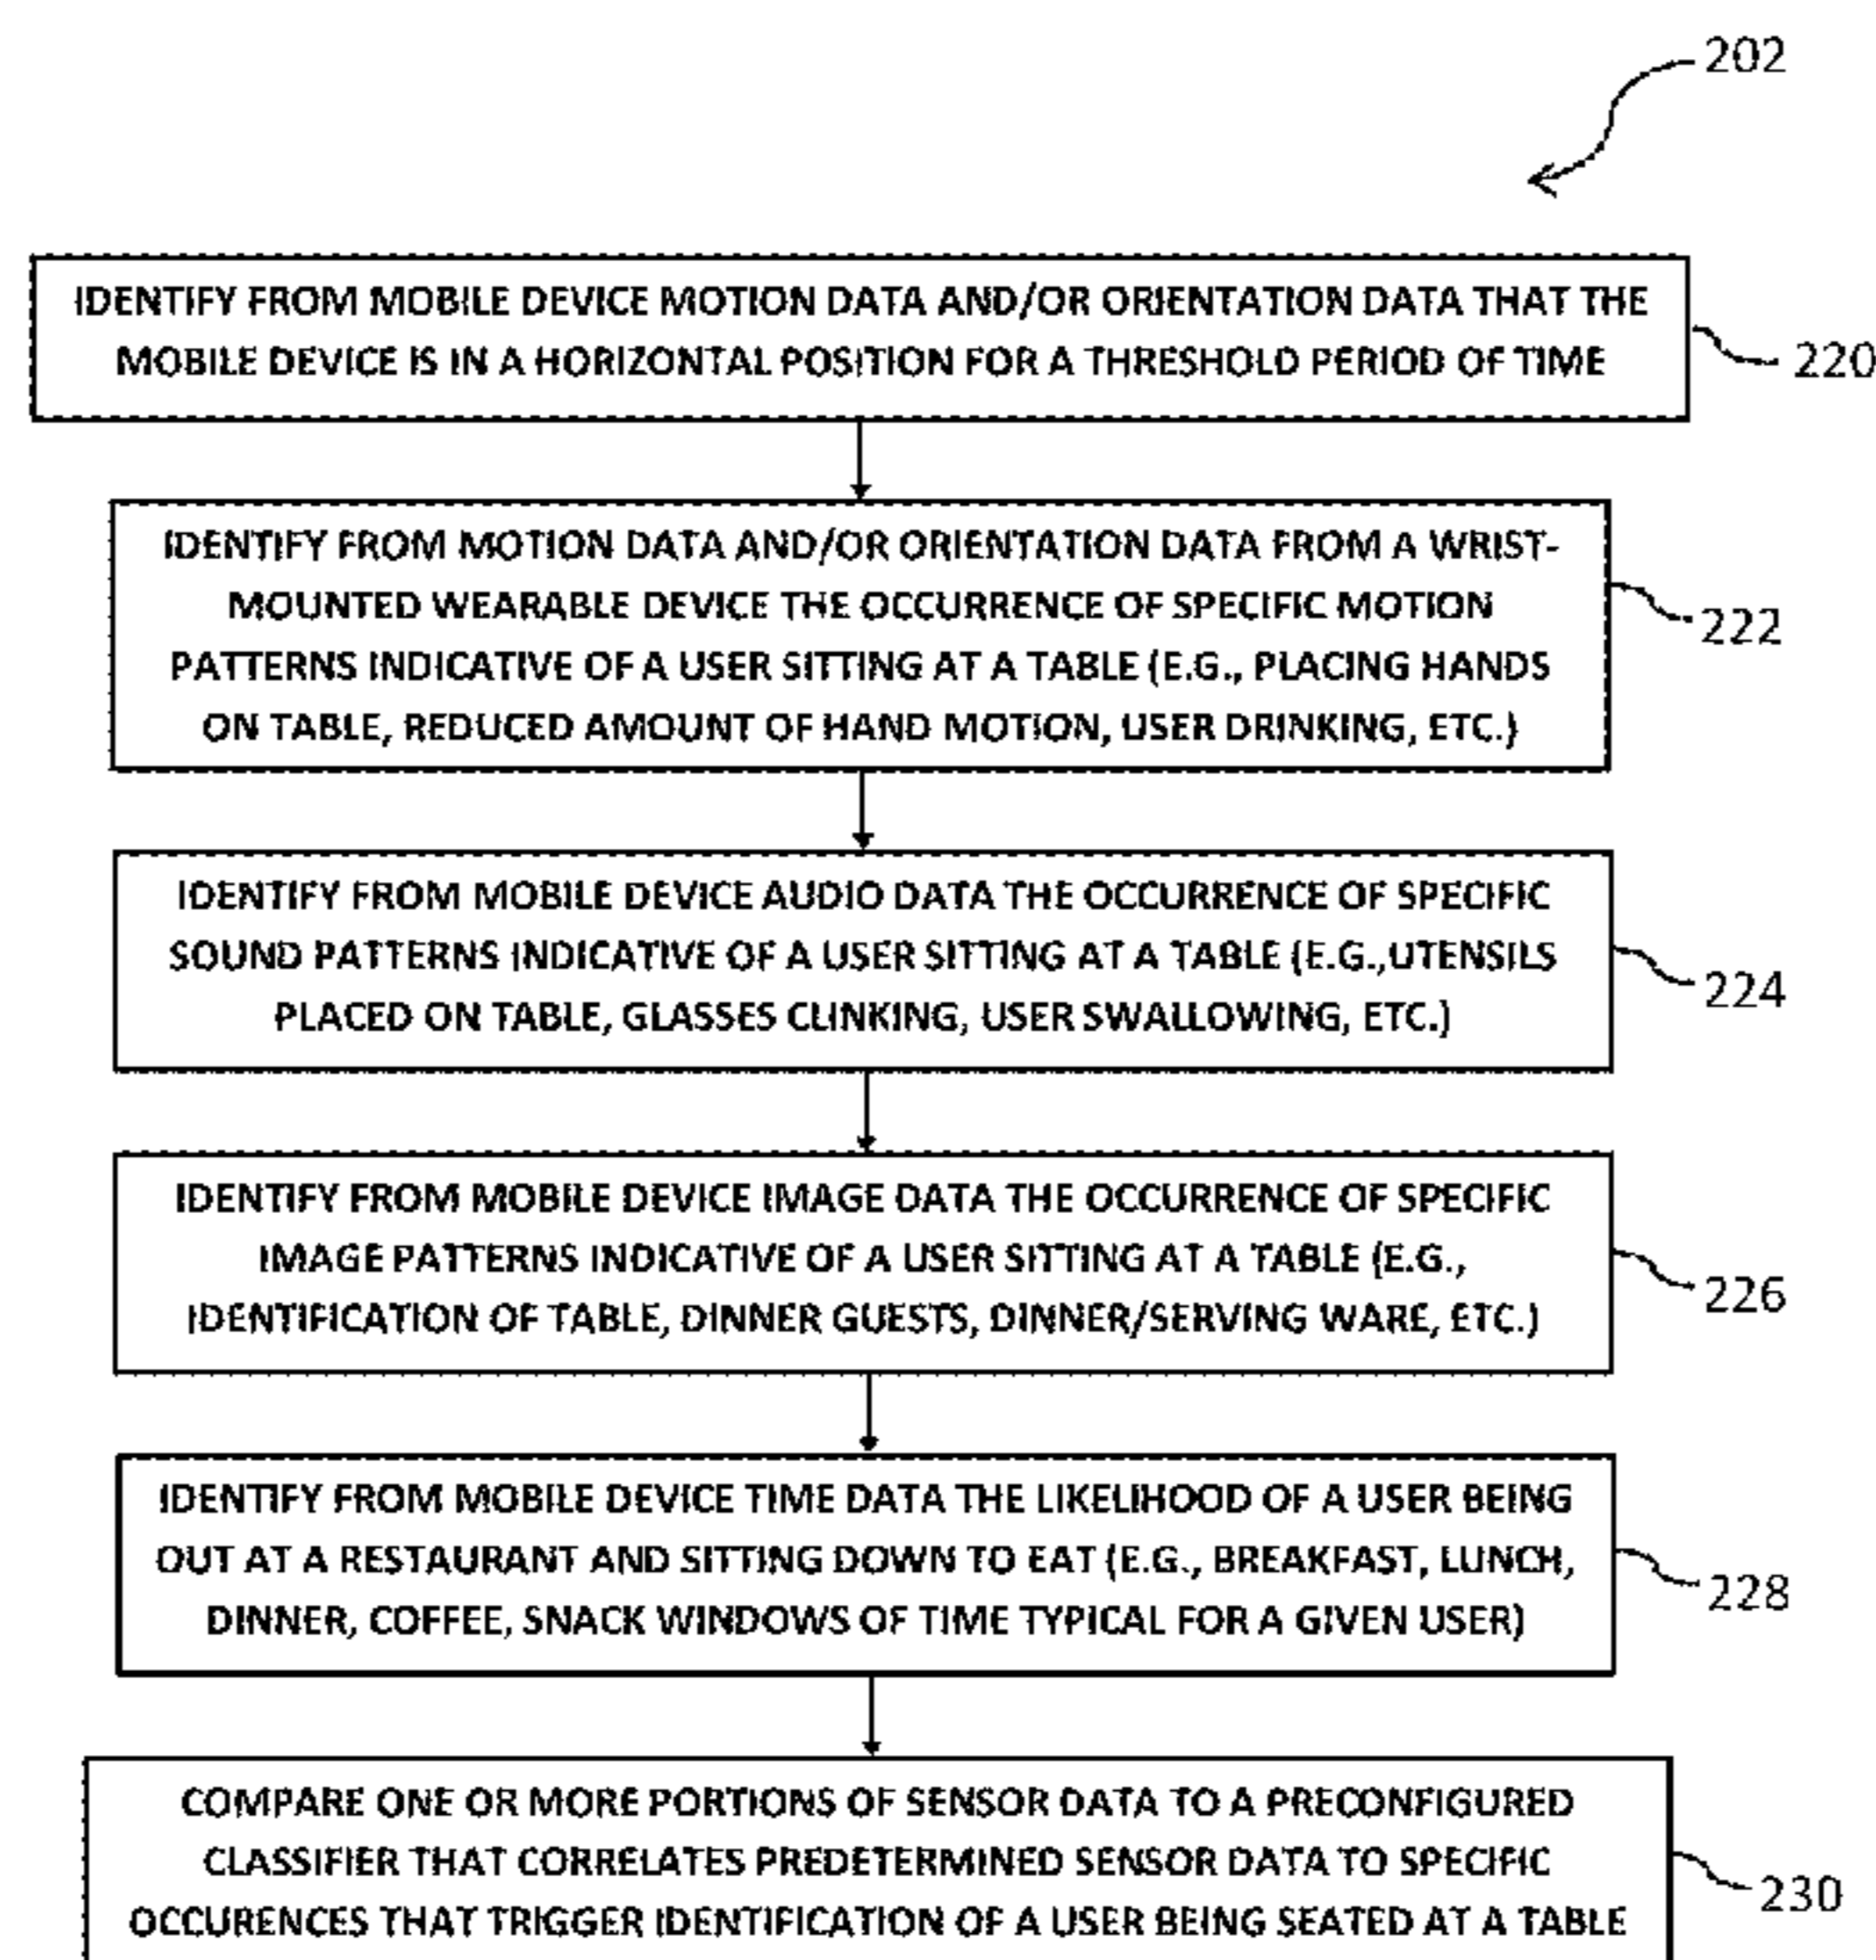 202
IDENTIFY FROM MOBILE DEVICE MOTION DATA AND/OR ORIENTATION DATA THAT THE
MOBILE DEVICE IS IN A HORIZONTAL POSITION FOR A THRESHOLD PERIOD OF TIME
220
IDENTIFY FROM MOTION DATA AND/OR ORIENTATION DATA FROM A WRIST-
MOUNTED WEARABLE DEVICE THE OCCURRENCE OF SPECIFIC MOTION
PATTERNS INDICATIVE OF A USER SITTING AT A TABLE (E.G., PLACING HANDS
ON TABLE, REDUCED AMOUNT OF HAND MOTION, USER DRINKING, ETC.)
222
IDENTIFY FROM MOBILE DEVICE AUDIO DATA THE OCCURRENCE OF SPECIFIC
SOUND PATTERNS INDICATIVE OF A USER SITTING AT A TABLE (E.G.,UTENSILS
PLACED ON TABLE, GLASSES CLINKING, USER SWALLOWING, ETC.)
224
IDENTIFY FROM MOBILE DEVICE IMAGE DATA THE OCCURRENCE OF SPECIFIC
IMAGE PATTERNS INDICATIVE OF A USER SITTING AT A TABLE (E.G.,
IDENTIFICATION OF TABLE, DINNER GUESTS, DINNER/SERVING WARE, ETC.)
226
IDENTIFY FROM MOBILE DEVICE TIME DATA THE LIKELIHOOD OF A USER BEING
OUT AT A RESTAURANT AND SITTING DOWN TO EAT (E.G., BREAKFAST, LUNCH,
DINNER, COFFEE, SNACK WINDOWS OF TIME TYPICAL FOR A GIVEN USER)
228
COMPARE ONE OR MORE PORTIONS OF SENSOR DATA TO A PRECONFIGURED
CLASSIFIER THAT CORRELATES PREDETERMINED SENSOR DATA TO SPECIFIC
OCCURENCES THAT TRIGGER IDENTIFICATION OF A USER BEING SEATED AT A TABLE
230